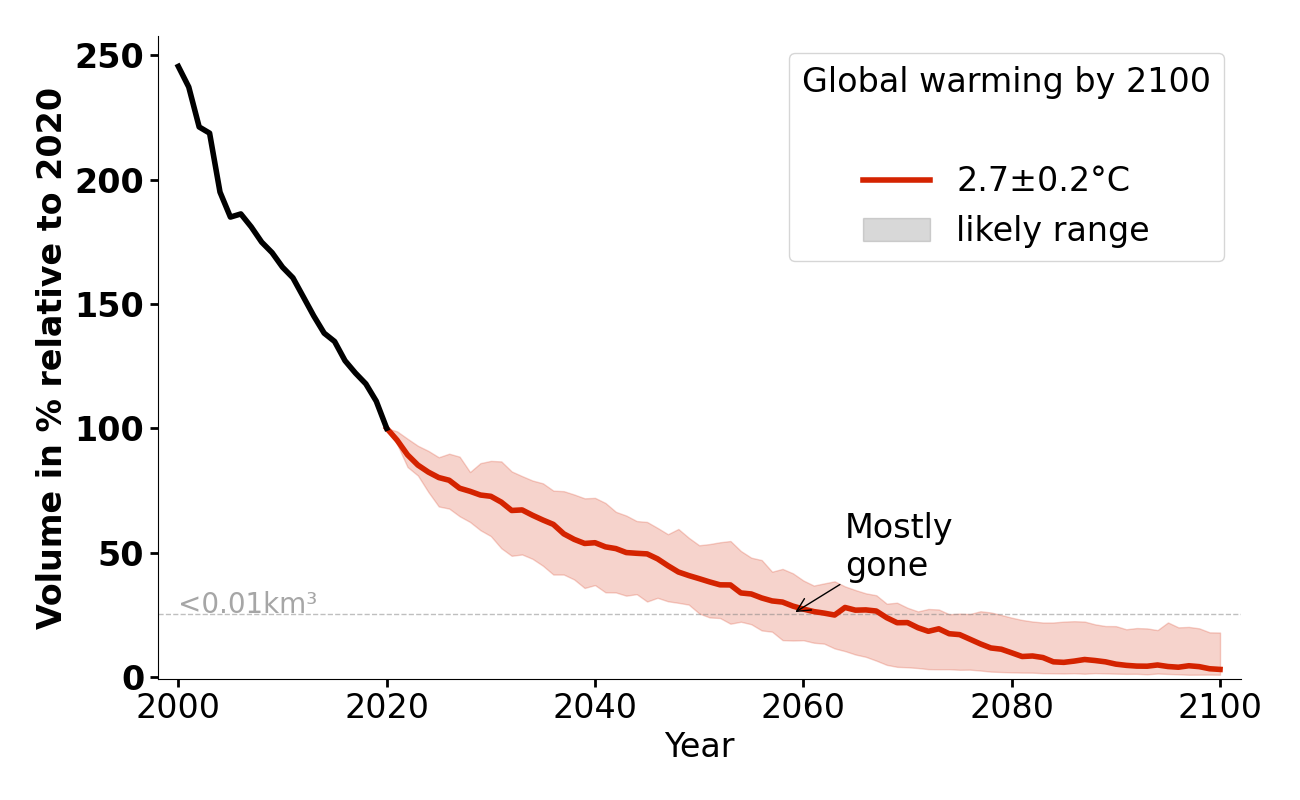 Volume in % relative to 2020
250
200
150
100
50
0
Global warming by 2100
2.7±0.2°C
likely range
Mostly
gone
<0.01km³
2000
2020
2040
2060
2080
2100
Year